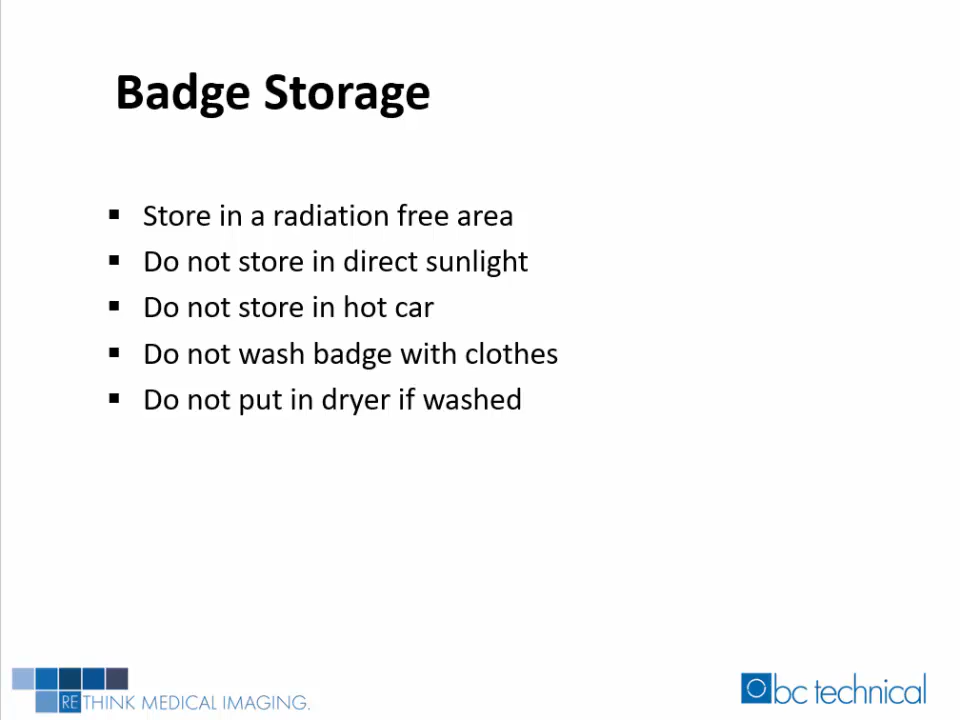 Badge Storage
▪ Store in a radiation free area
▪ Do not store in direct sunlight
▪ Do not store in hot car
▪ Do not wash badge with clothes
▪ Do not put in dryer if washed
RETHINK MEDICAL IMAGING.
bc technical